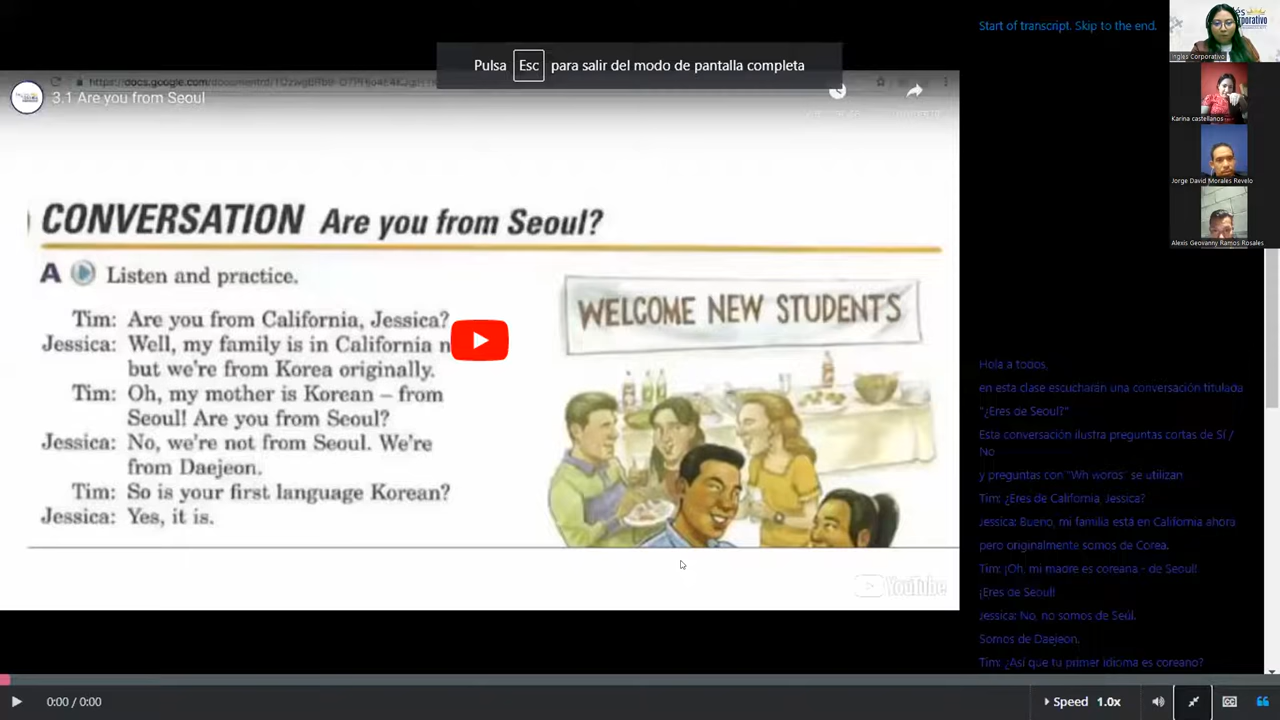 Start of transcript. Skip to the end.
Pulsa Esc para salir del modo de pantalla completa
Inglés Corporativo
Karina castellanos
Jorge David Morales Revelo
Alexis Geovanny Ramos Rosales
3.1 Are you from Seoul
CONVERSATION Are you from Seoul?
A Listen and practice.
Tim: Are you from California, Jessica?
Jessica: Well, my family is in California n
but we're from Korea originally.
Tim: Oh, my mother is Korean – from
Seoul! Are you from Seoul?
Jessica: No, we're not from Seoul. We're
from Daejeon.
Tim: So is your first language Korean?
Jessica: Yes, it is.
WELCOME NEW STUDENTS
YouTube
Hola a todos,
en esta clase escucharán una conversación titulada
"¿Eres de Seoul?"
Esta conversación ilustra preguntas cortas de Sí /
No
y preguntas con "Wh words" se utilizan
Tim: ¿Eres de California, Jessica?
Jessica: Bueno, mi familia está en California ahora
pero originalmente somos de Corea.
Tim: ¡Oh, mi madre es coreana - de Seoul!
¡Eres de Seoul!
Jessica: No, no somos de Seúl.
Somos de Daejeon.
Tim: ¿Así que tu primer idioma es coreano?
0:00 / 0:00
Speed 1.0x